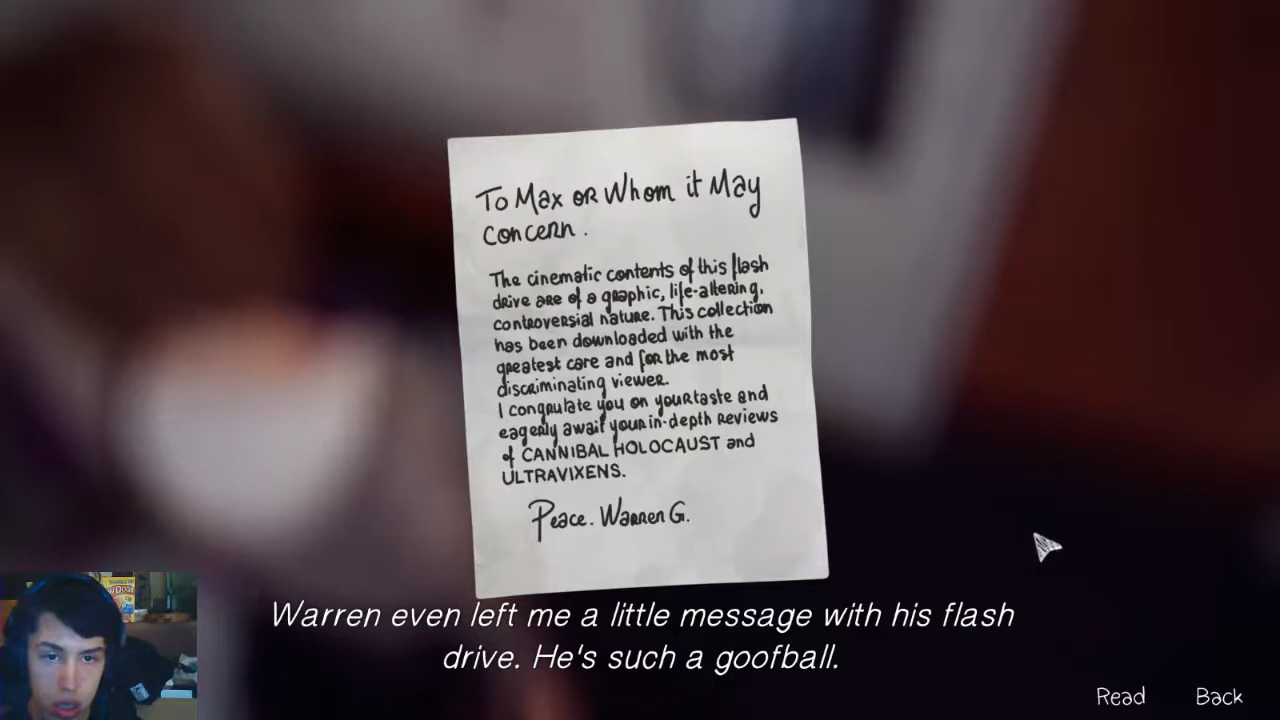 To Max or Whom it May
Concern.
The cinematic contents of this flash
drive are of a graphic, life-altering,
controversial nature. This collection
has been downloaded with the
greatest care and for the most
discriminating viewer.
I congrulate you on your taste and
eagerly await your in-depth reviews
of CANNIBAL HOLOCAUST and
ULTRAVIXENS.
Peace. Warren G.
Warren even left me a little message with his flash
drive. He's such a goofball.
Read Back